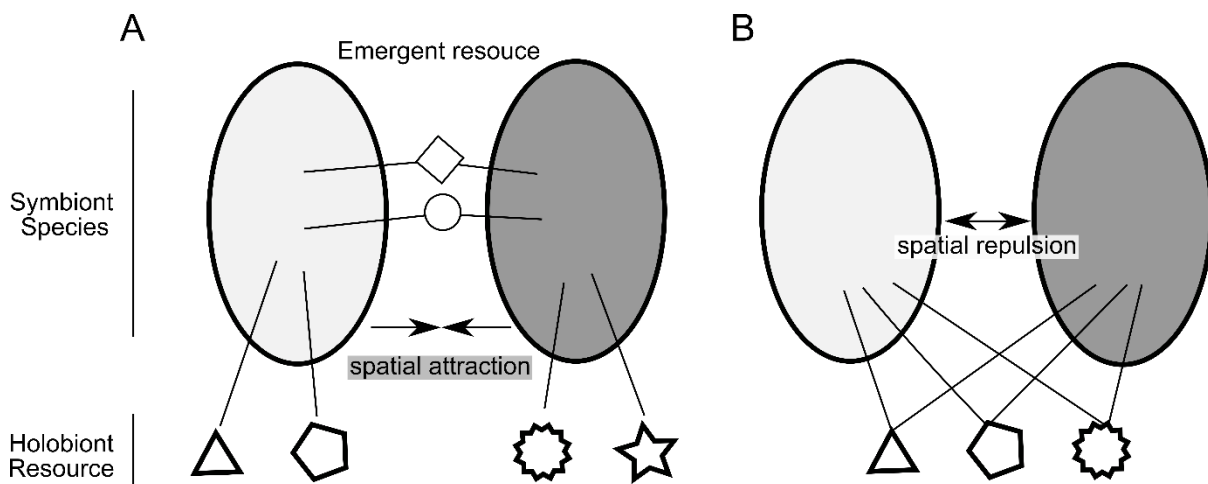 A
Emergent resouce
B
Symbiont
Species
spatial attraction
spatial repulsion
Holobiont
Resource